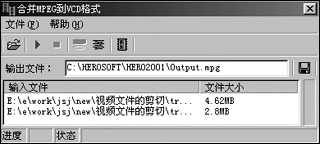 合并MPEG到VCD格式
文件(F) 帮助(H)
输出文件: C:\HEROSOFT\HERO2001\Output.mpg
输入文件 文件大小
E:\e\work\jsj\new\视频文件的剪切\tr... 4.62MB
E:\e\work\jsj\new\视频文件的剪切\tr... 2.8MB
进度 状态